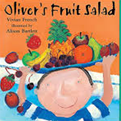 Oliver's Fruit Salad
Vivian French
Illustrated by
Alison Bartlett